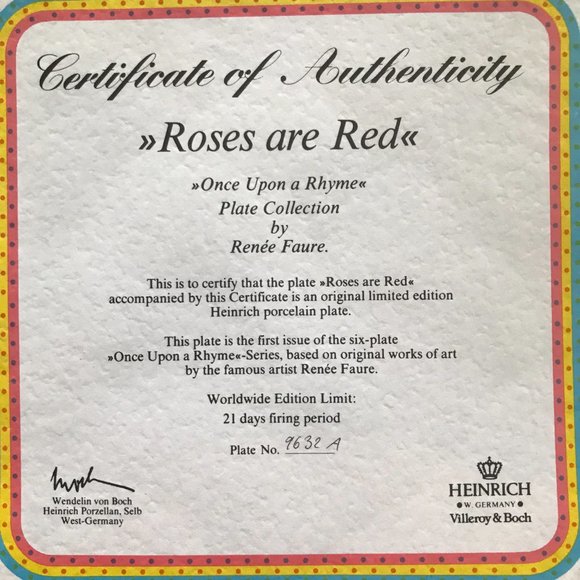 Certificate of Authenticity
»Roses are Red«
»Once Upon a Rhyme«
Plate Collection
by
Renée Faure.
This is to certify that the plate »Roses are Red«
accompanied by this Certificate is an original limited edition
Heinrich porcelain plate.
This plate is the first issue of the six-plate
»Once Upon a Rhyme«-Series, based on original works of art
by the famous artist Renée Faure.
Worldwide Edition Limit:
21 days firing period
Plate No. 9632 A
Wendelin von Boch
Heinrich Porzellan, Selb
West-Germany
HEINRICH
• W. GERMANY •
Villeroy & Boch